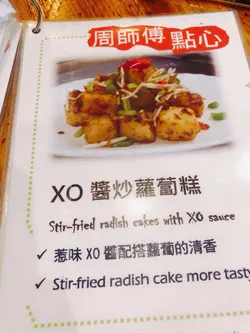 周師傅點心
XO 醬炒蘿蔔糕
Stir-fried radish cakes with XO sauce
✓ 惹味 XO 醬配搭蘿蔔的清香
✓ Stir-fried radish cake more tasty